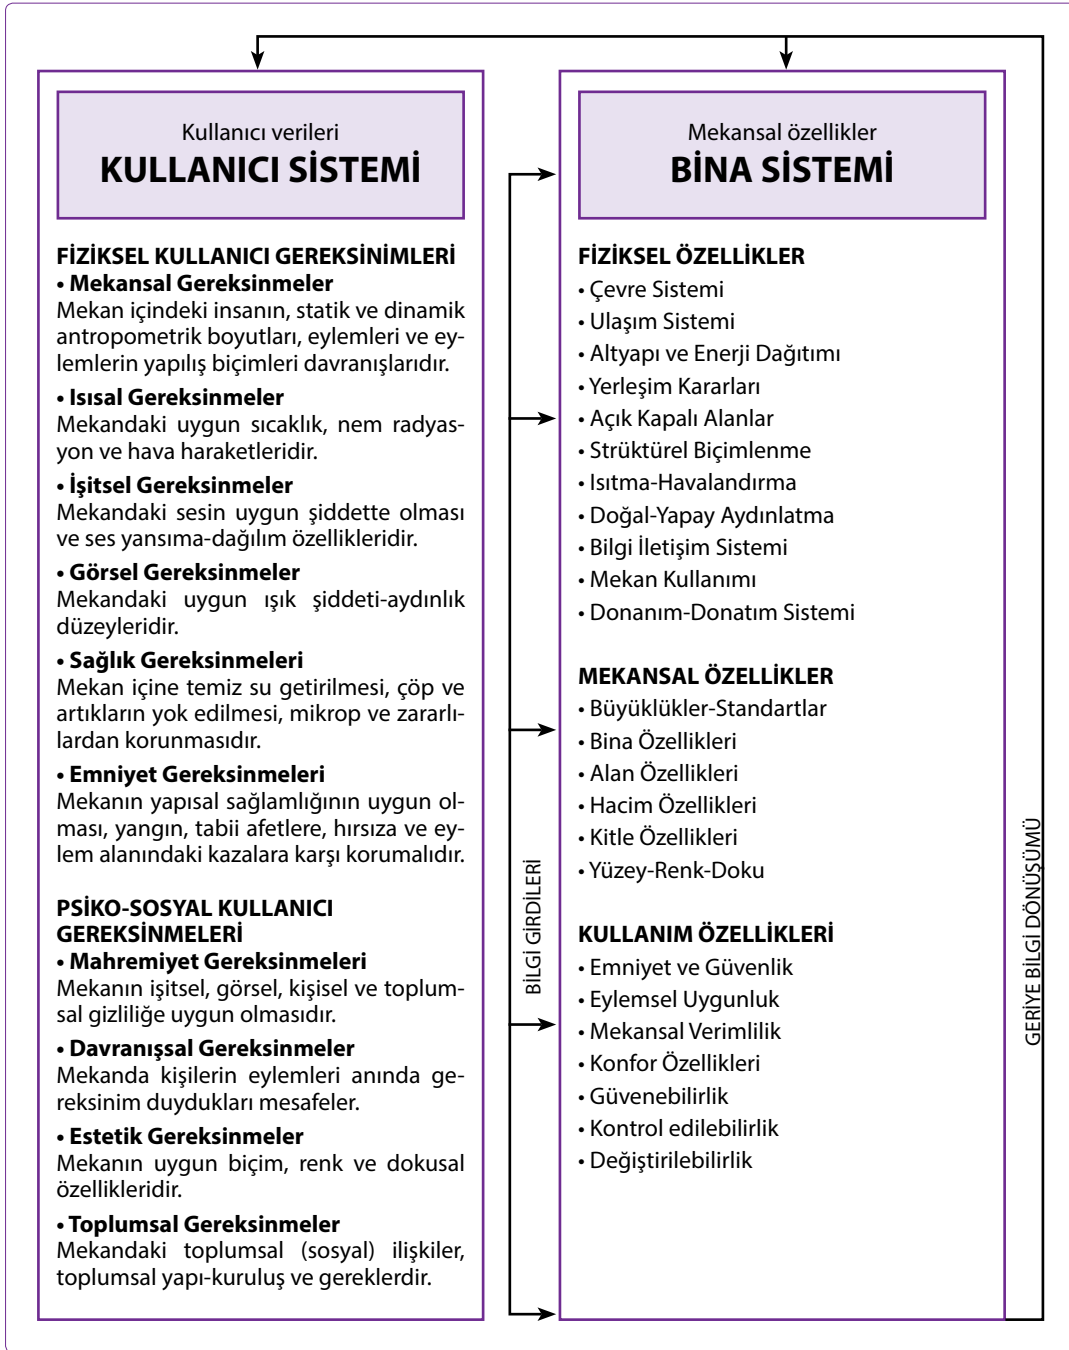 Kullanıcı verileri
KULLANICI SİSTEMİ
FİZİKSEL KULLANICI GEREKSİNİMLERİ
• Mekansal Gereksinmeler
Mekan içindeki insanın, statik ve dinamik
antropometrik boyutları, eylemleri ve ey-
lemlerin yapılış biçimleri davranışlarıdır.
• Isısal Gereksinmeler
Mekandaki uygun sıcaklık, nem radyas-
yon ve hava haraketleridir.
• İşitsel Gereksinmeler
Mekandaki sesin uygun şiddette olması
ve ses yansıma-dağılım özellikleridir.
• Görsel Gereksinmeler
Mekandaki uygun ışık şiddeti-aydınlık
düzeyleridir.
• Sağlık Gereksinmeleri
Mekan içine temiz su getirilmesi, çöp ve
artıkların yok edilmesi, mikrop ve zararlı-
lardan korunmasıdır.
• Emniyet Gereksinmeleri
Mekanın yapısal sağlamlığının uygun ol-
ması, yangın, tabii afetlere, hırsıza ve ey-
lem alanındaki kazalara karşı korumalıdır.
PSİKO-SOSYAL KULLANICI
GEREKSİNMELERİ
• Mahremiyet Gereksinmeleri
Mekanın işitsel, görsel, kişisel ve toplum-
sal gizliliğe uygun olmasıdır.
• Davranışsal Gereksinmeler
Mekanda kişilerin eylemleri anında ge-
reksinim duydukları mesafeler.
• Estetik Gereksinmeler
Mekanın uygun biçim, renk ve dokusal
özellikleridir.
• Toplumsal Gereksinmeler
Mekandaki toplumsal (sosyal) ilişkiler,
toplumsal yapı-kuruluş ve gereklerdir.
BİLGİ GİRDİLERİ
Mekansal özellikler
BİNA SİSTEMİ
FİZİKSEL ÖZELLİKLER
• Çevre Sistemi
• Ulaşım Sistemi
• Altyapı ve Enerji Dağıtımı
• Yerleşim Kararları
• Açık Kapalı Alanlar
• Strüktürel Biçimlenme
• Isıtma-Havalandırma
• Doğal-Yapay Aydınlatma
• Bilgi İletişim Sistemi
• Mekan Kullanımı
• Donanım-Donatım Sistemi
MEKANSAL ÖZELLİKLER
• Büyüklükler-Standartlar
• Bina Özellikleri
• Alan Özellikleri
• Hacim Özellikleri
• Kitle Özellikleri
• Yüzey-Renk-Doku
KULLANIM ÖZELLİKLERİ
• Emniyet ve Güvenlik
• Eylemsel Uygunluk
• Mekansal Verimlilik
• Konfor Özellikleri
• Güvenebilirlik
• Kontrol edilebilirlik
• Değiştirilebilirlik
GERİYE BİLGİ DÖNÜŞÜMÜ